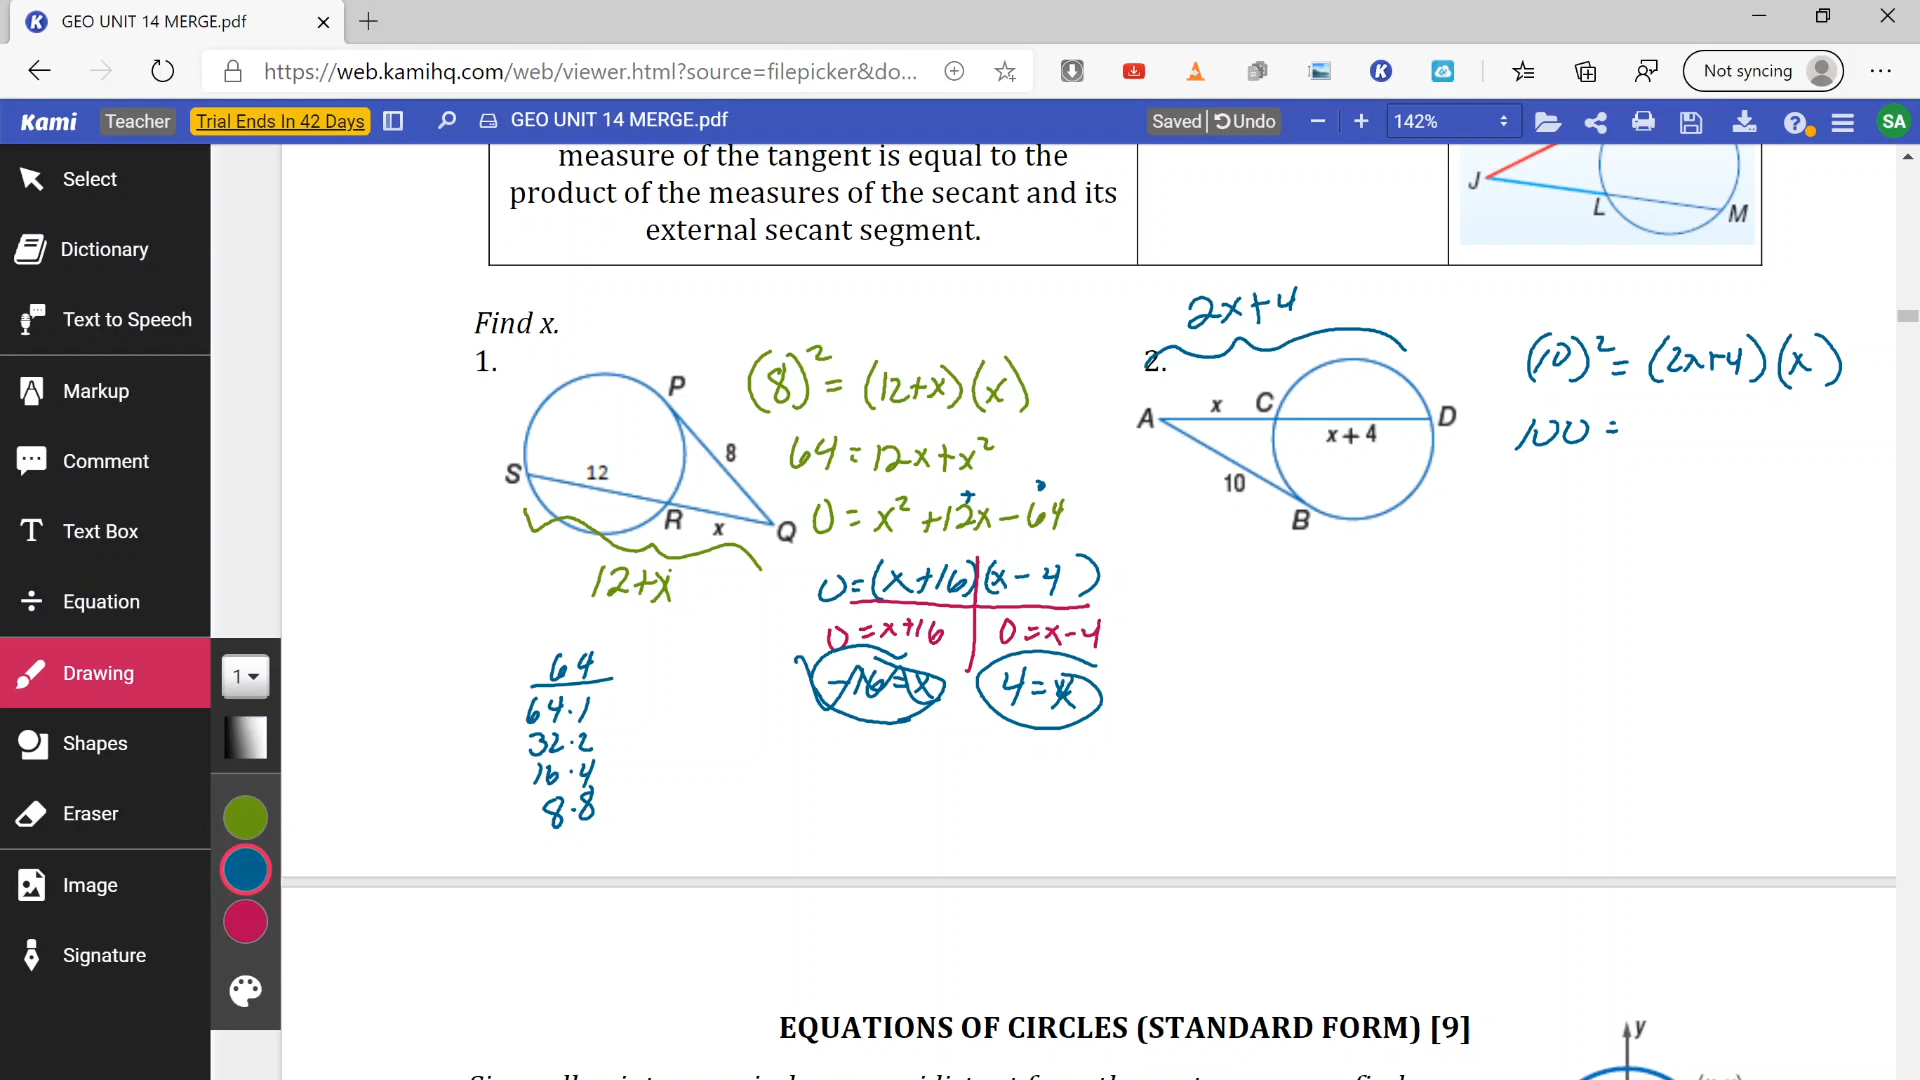 GEO UNIT 14 MERGE.pdf
https://web.kamihq.com/web/viewer.html?source=filepicker&do...
Not syncing
Kami
Teacher
Trial Ends In 42 Days
GEO UNIT 14 MERGE.pdf
Saved
Undo
142%
SA
Select
Dictionary
Text to Speech
Markup
Comment
Text Box
Equation
Drawing
Shapes
Eraser
Image
Signature
1
measure of the tangent is equal to the
product of the measures of the secant and its
external secant segment.
J
L
M
Find x.
1.
P
8
S
12
R
x
Q
12+x
(8)² = (12+x)(x)
64 = 12x+x²
0 = x² +12x - 64
0=(x+16)(x-4)
0=x+16
0=x-4
-16=x
4=x
64
64·1
32·2
16·4
8·8
2x+4
2.
A
x
C
D
x + 4
10
B
(10)² = (2x+4)(x)
100 =
EQUATIONS OF CIRCLES (STANDARD FORM) [9]
y